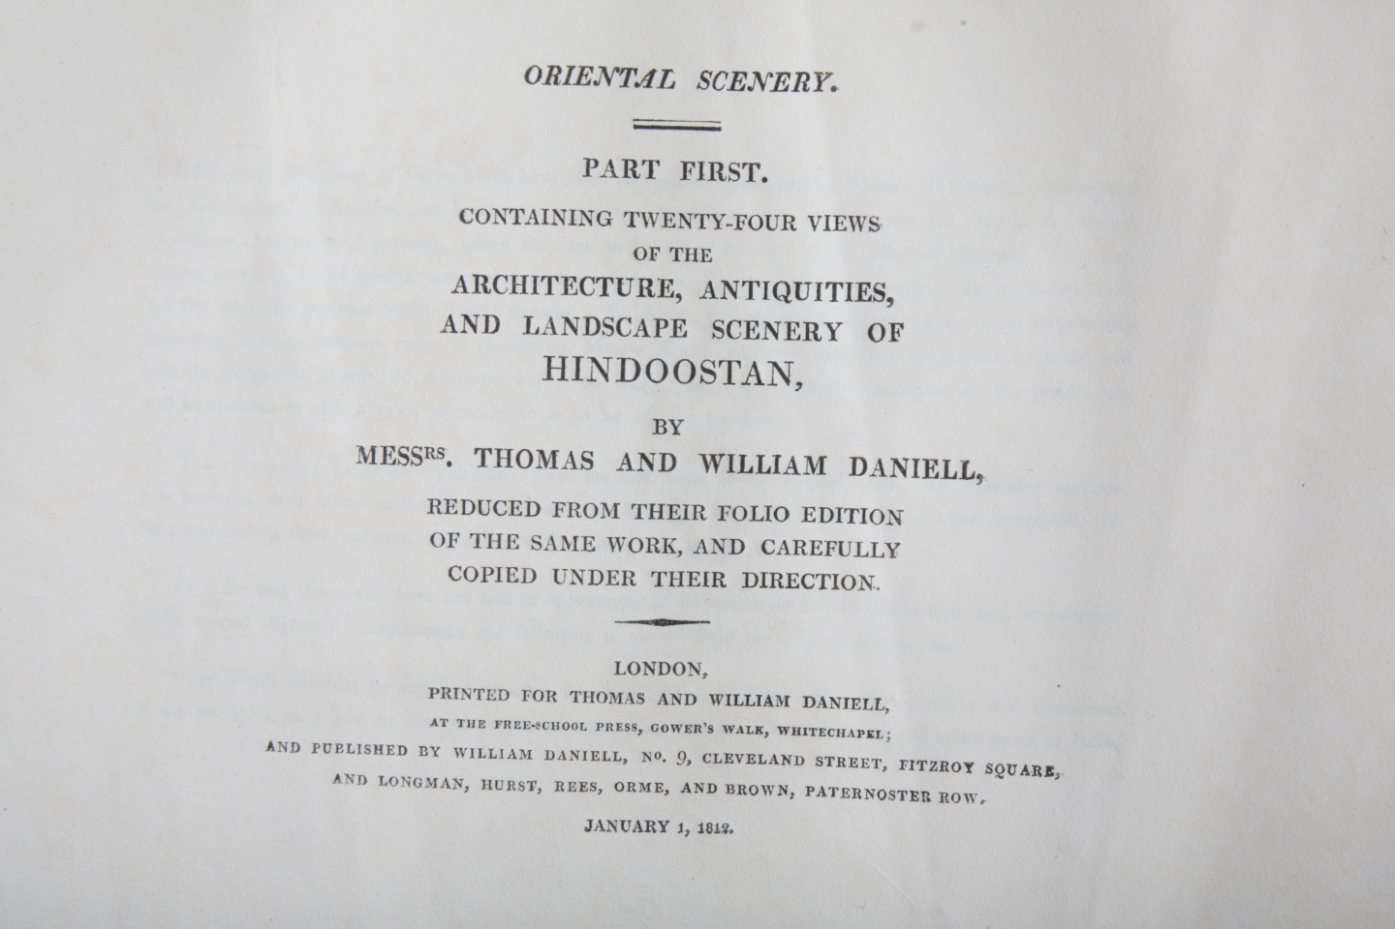 ORIENTAL SCENERY.
PART FIRST.
CONTAINING TWENTY-FOUR VIEWS
OF THE
ARCHITECTURE, ANTIQUITIES,
AND LANDSCAPE SCENERY OF
HINDOOSTAN,
BY
MESSRS. THOMAS AND WILLIAM DANIELL,
REDUCED FROM THEIR FOLIO EDITION
OF THE SAME WORK, AND CAREFULLY
COPIED UNDER THEIR DIRECTION.
LONDON,
PRINTED FOR THOMAS AND WILLIAM DANIELL,
AT THE FREE-SCHOOL PRESS, GOWER'S WALK, WHITECHAPEL;
AND PUBLISHED BY WILLIAM DANIELL, No. 9, CLEVELAND STREET, FITZROY SQUARE,
AND LONGMAN, HURST, REES, ORME, AND BROWN, PATERNOSTER ROW.
JANUARY 1, 1812.